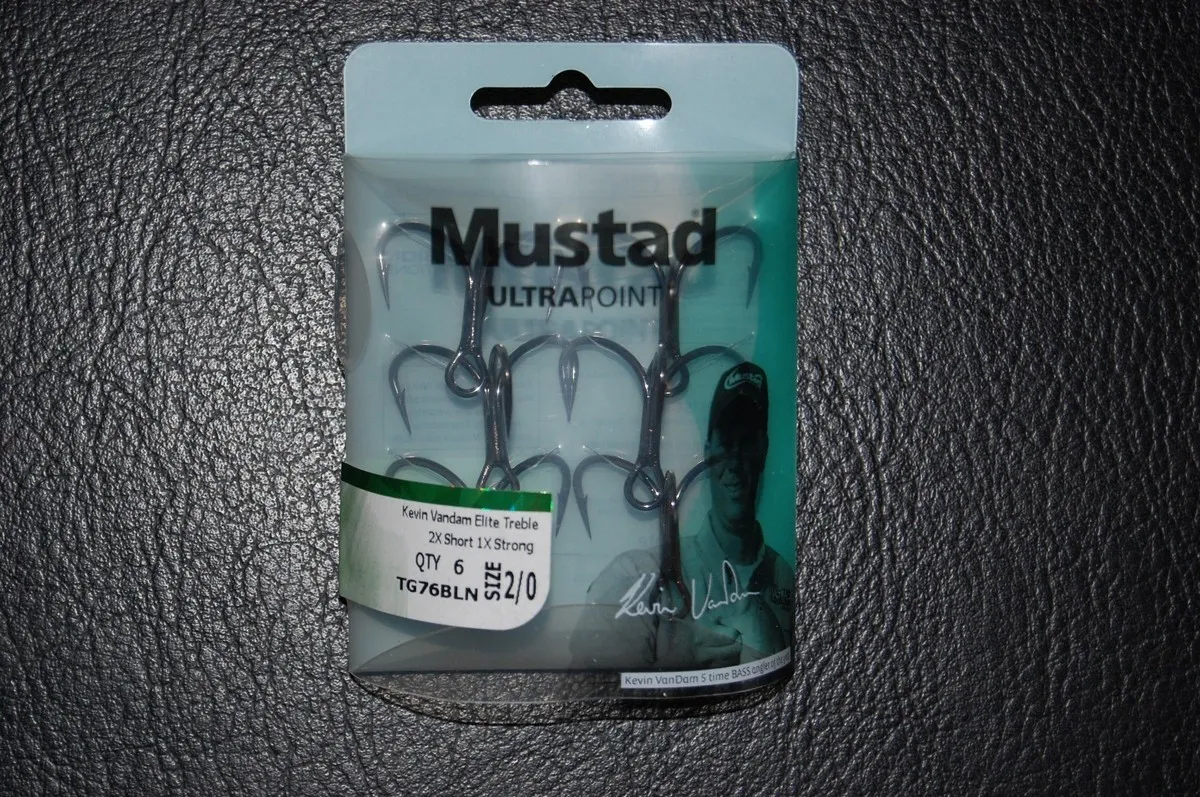 Mustad
ULTRAPOINT
Mustad
Kevin Vandam Elite Treble
2X Short 1X Strong
QTY 6
TG76BLN SIZE 2/0
Kevin VanDam
Kevin VanDam 5 time BASS angler of the